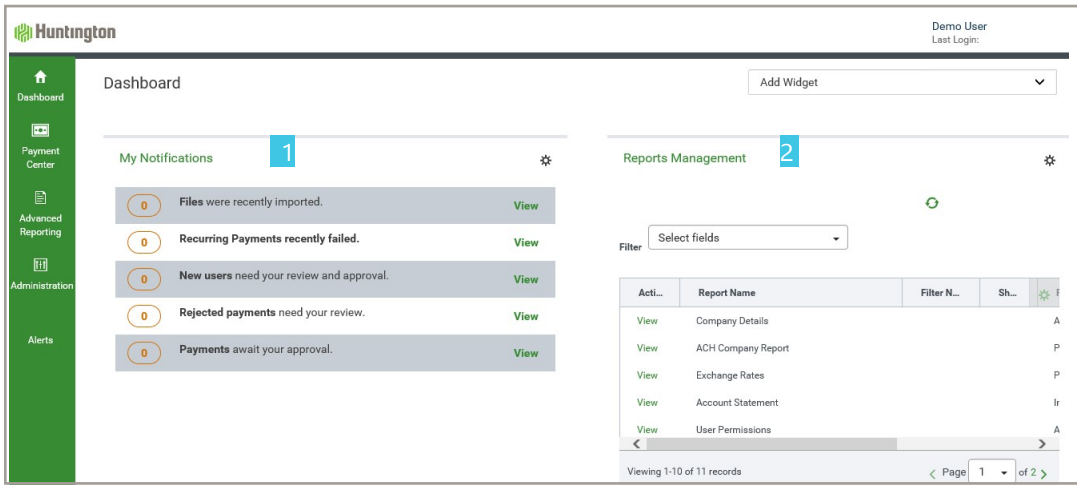 Huntington
Demo User
Last Login:
Dashboard
Payment
Center
Advanced
Reporting
Administration
Alerts
Dashboard
Add Widget
My Notifications
1
0 Files were recently imported. View
0 Recurring Payments recently failed. View
0 New users need your review and approval. View
0 Rejected payments need your review. View
0 Payments await your approval. View
Reports Management
2
Filter Select fields
Acti... Report Name Filter N... Sh...
View Company Details A
View ACH Company Report P
View Exchange Rates P
View Account Statement Ir
View User Permissions A
Viewing 1-10 of 11 records Page 1 of 2